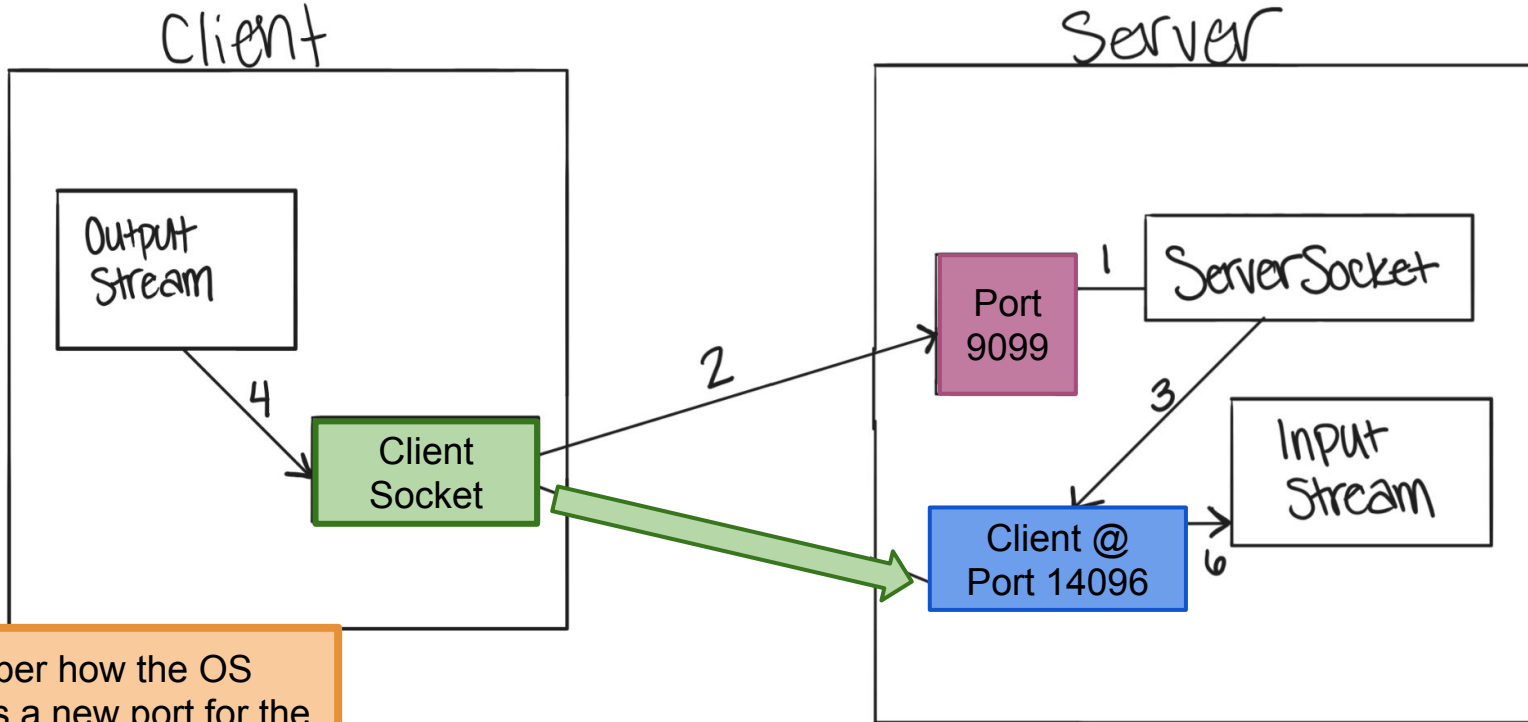 Client
Server
Output
Stream
4
Client
Socket
2
Port
9099
1
ServerSocket
3
Input
Stream
Client @
Port 14096
6
how the OS
s a new port for the